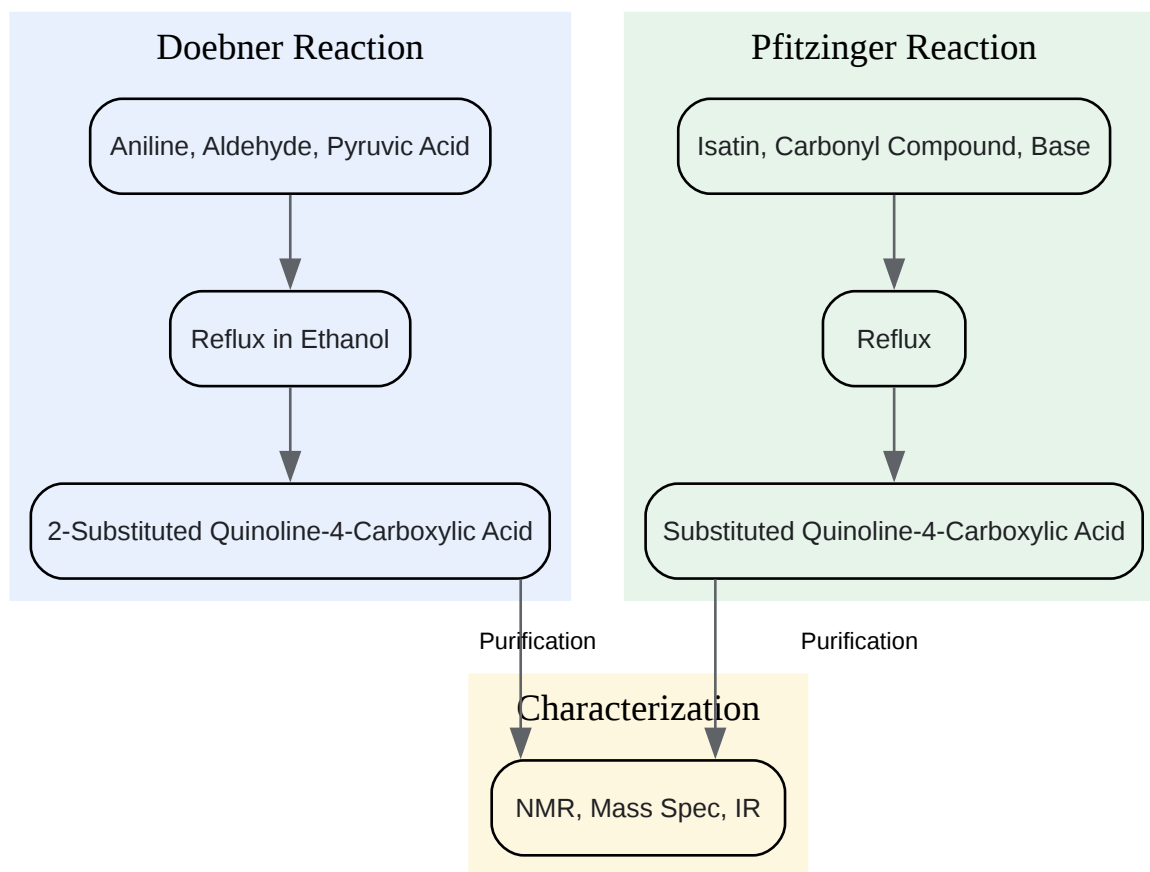 Doebner Reaction
Aniline, Aldehyde, Pyruvic Acid
Reflux in Ethanol
2-Substituted Quinoline-4-Carboxylic Acid
Purification
Pfitzinger Reaction
Isatin, Carbonyl Compound, Base
Reflux
Substituted Quinoline-4-Carboxylic Acid
Purification
Characterization
NMR, Mass Spec, IR